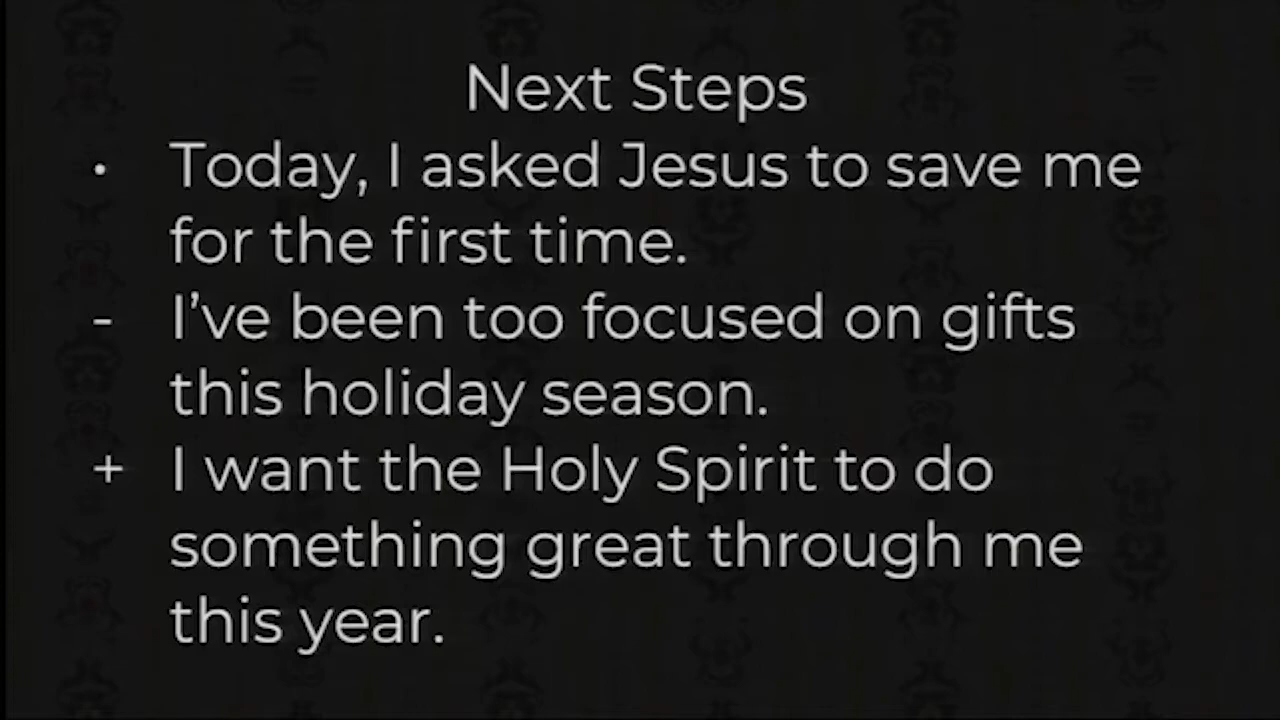 Next Steps
• Today, I asked Jesus to save me
for the first time.
- I’ve been too focused on gifts
this holiday season.
+ I want the Holy Spirit to do
something great through me
this year.